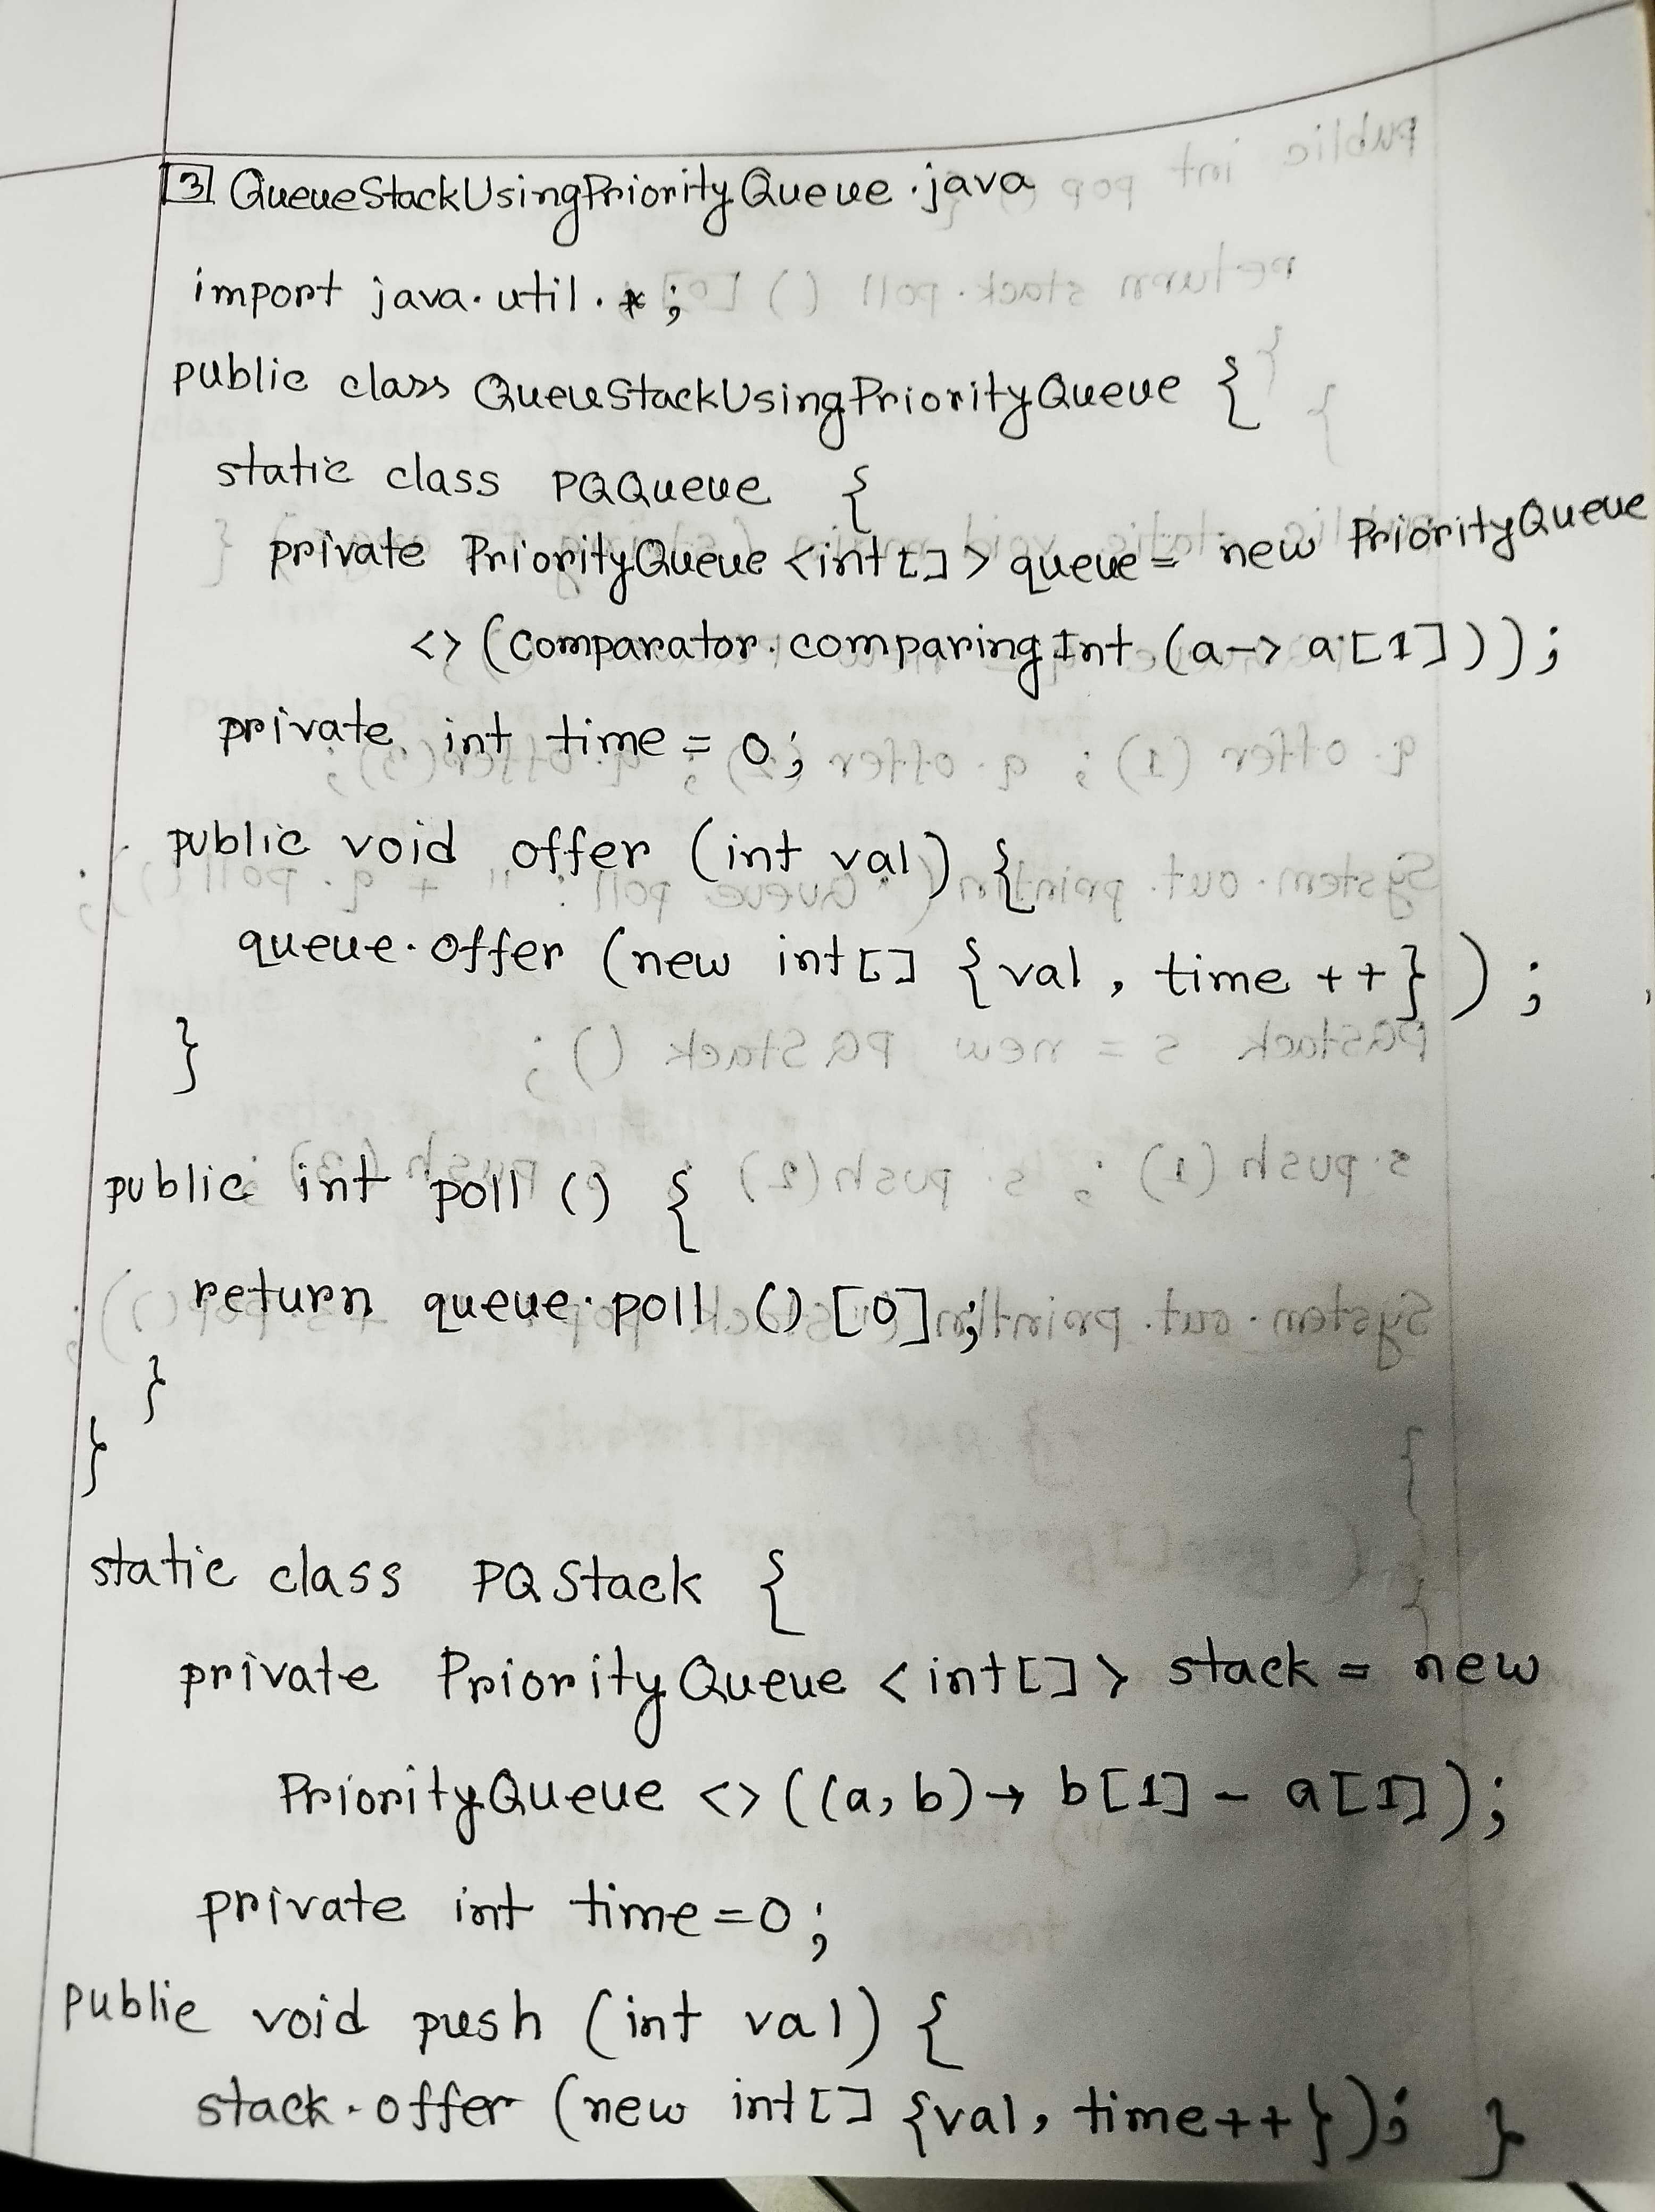 3 QueueStackUsingPriorityQueue.java
import java.util.*;
public class QueueStackUsingPriorityQueue {
static class PQQueue {
private PriorityQueue <int[]> queue = new PriorityQueue
<> (Comparator.comparingInt (a-> a[1]));
private int time = 0;
public void offer (int val) {
queue.offer (new int[] {val, time ++} );
}
public int poll () {
return queue.poll () [0];
}
}
static class PQStack {
private PriorityQueue <int[]> stack = new
PriorityQueue <> ((a, b) → b[1] - a[1]);
private int time=0;
public void push (int val) {
stack.offer (new int[] {val, time++}); }